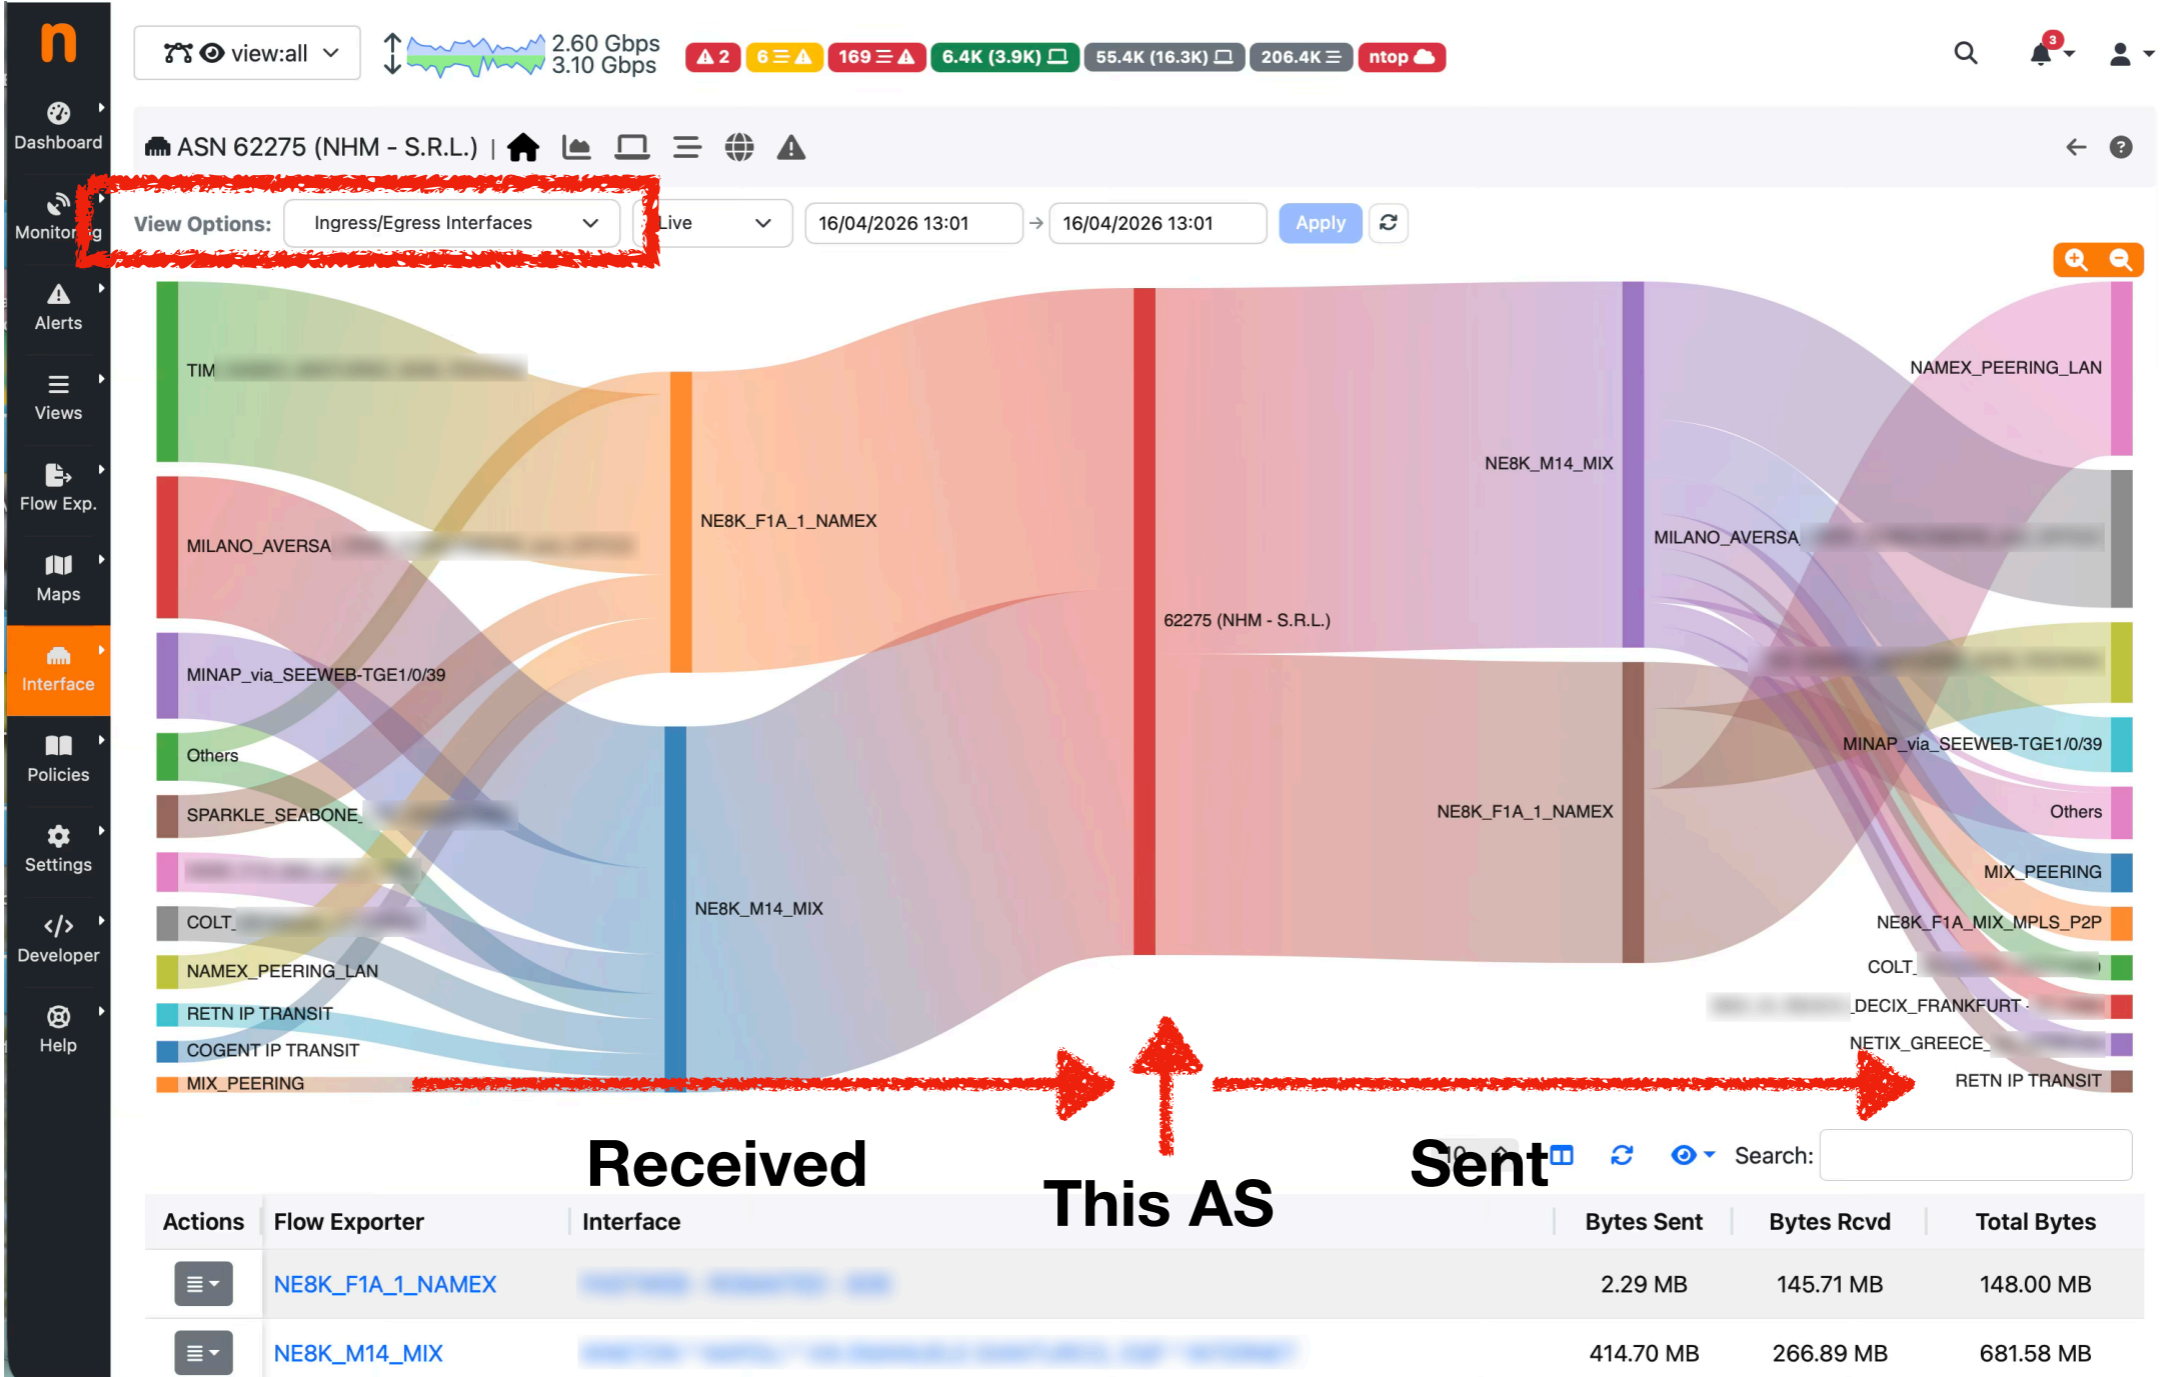 n
view:all
2.60 Gbps
3.10 Gbps
2
6
169
6.4K (3.9K)
55.4K (16.3K)
206.4K
ntop
3
Dashboard
Monitoring
Alerts
Views
Flow Exp.
Maps
Interface
Policies
Settings
Developer
Help
ASN 62275 (NHM - S.R.L.) |
View Options:
Ingress/Egress Interfaces
Live
16/04/2026 13:01
16/04/2026 13:01
Apply
TIM
MILANO_AVERSA
MINAP_via_SEEWEB-TGE1/0/39
Others
SPARKLE_SEABONE_
COLT_
NAMEX_PEERING_LAN
RETN IP TRANSIT
COGENT IP TRANSIT
MIX_PEERING
NE8K_F1A_1_NAMEX
NE8K_M14_MIX
62275 (NHM - S.R.L.)
NE8K_M14_MIX
NE8K_F1A_1_NAMEX
NAMEX_PEERING_LAN
MILANO_AVERSA
MINAP_via_SEEWEB-TGE1/0/39
Others
MIX_PEERING
NE8K_F1A_MIX_MPLS_P2P
COLT_
_DECIX_FRANKFURT -
NETIX_GREECE_
RETN IP TRANSIT
Received
This AS
Sent
10
Search:
Actions Flow Exporter Interface Bytes Sent Bytes Rcvd Total Bytes
NE8K_F1A_1_NAMEX 2.29 MB 145.71 MB 148.00 MB
NE8K_M14_MIX 414.70 MB 266.89 MB 681.58 MB